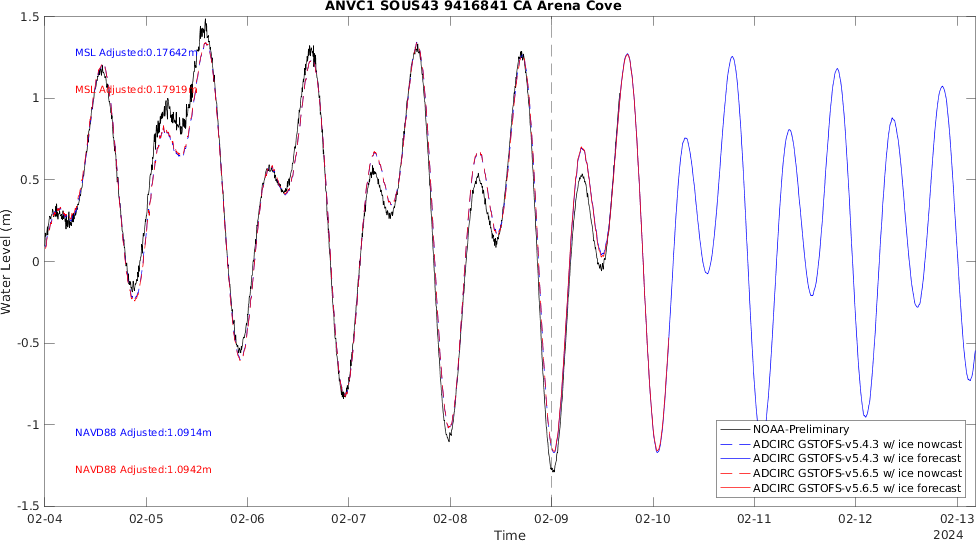 ANVC1 SOUS43 9416841 CA Arena Cove
1.5
MSL Adjusted:0.17642m
MSL Adjusted:0.17919m
1
0.5
0
-0.5
-1
-1.5
Water Level (m)
NAVD88 Adjusted:1.0914m
NAVD88 Adjusted:1.0942m
NOAA-Preliminary
ADCIRC GSTOFS-v5.4.3 w/ ice nowcast
ADCIRC GSTOFS-v5.4.3 w/ ice forecast
ADCIRC GSTOFS-v5.6.5 w/ ice nowcast
ADCIRC GSTOFS-v5.6.5 w/ ice forecast
02-04 02-05 02-06 02-07 02-08 02-09 02-10 02-11 02-12 02-13
Time
2024